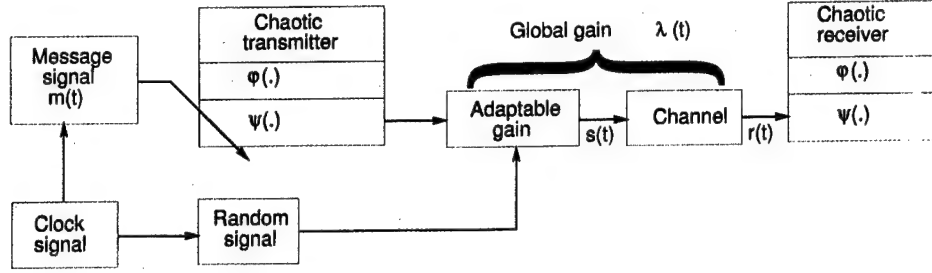 Chaotic
transmitter
φ(.)
ψ(.)
Message
signal
m(t)
Global gain λ(t)
Chaotic
receiver
φ(.)
ψ(.)
Adaptable
gain
s(t)
Channel
r(t)
Clock
signal
Random
signal